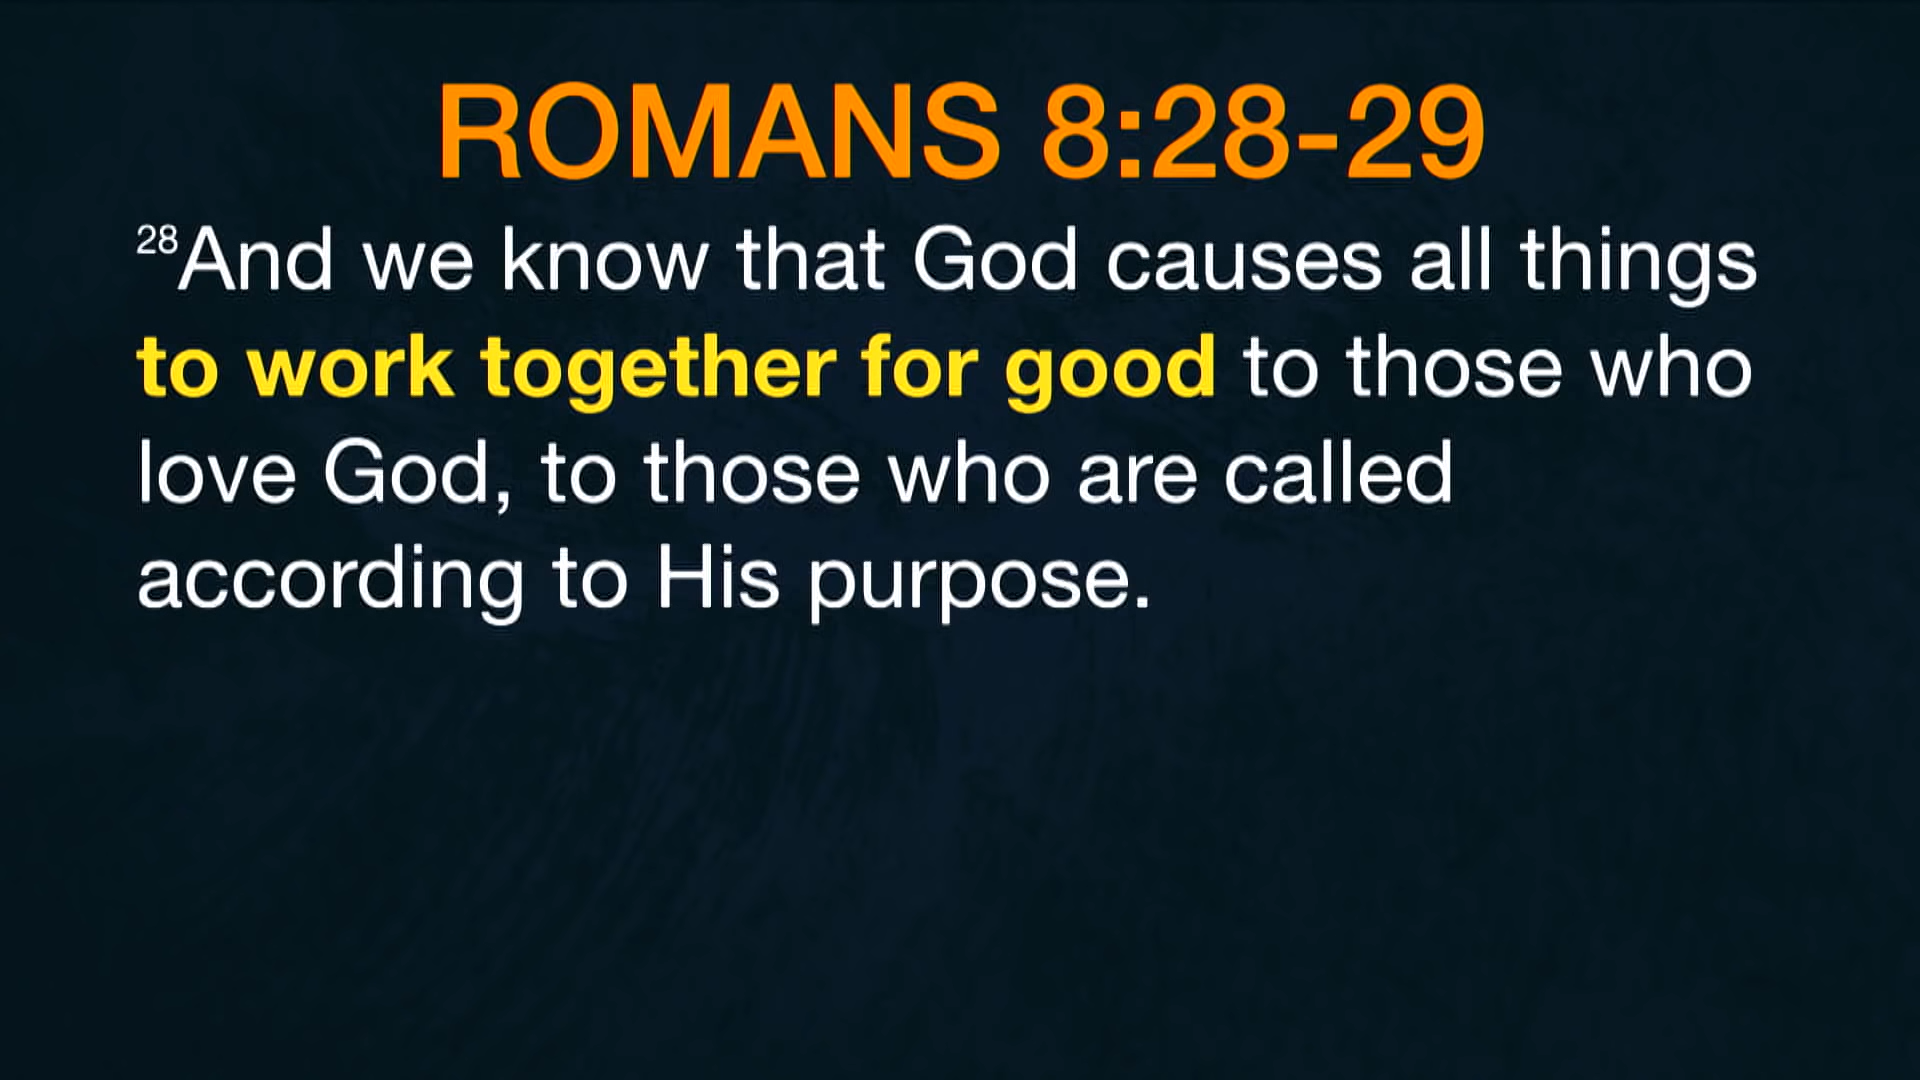 ROMANS 8:28-29
28And we know that God causes all things
to work together for good to those who
love God, to those who are called
according to His purpose.